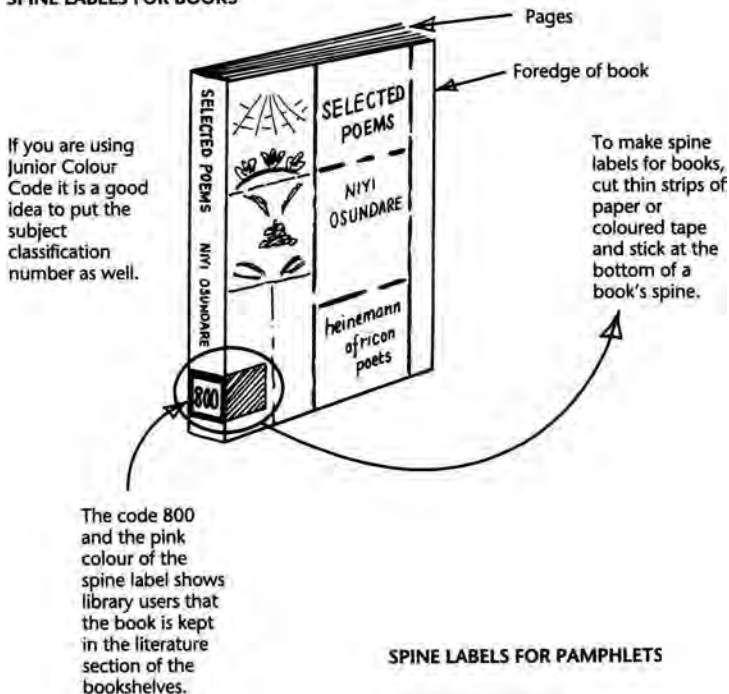 SPINE LABELS FOR BOOKS
Pages
Foredge of book
SELECTED POEMS NIYI OSUNDARE
SELECTED
POEMS
NIYI
OSUNDARE
heinemann
african
poets
800
If you are using
Junior Colour
Code it is a good
idea to put the
subject
classification
number as well.
To make spine
labels for books,
cut thin strips of
paper or
coloured tape
and stick at the
bottom of a
book's spine.
The code 800
and the pink
colour of the
spine label shows
library users that
the book is kept
in the literature
section of the
bookshelves.
SPINE LABELS FOR PAMPHLETS